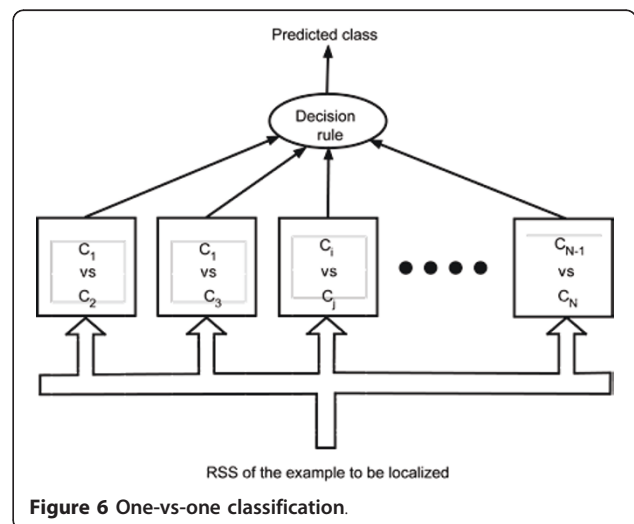 Predicted class
Decision
rule
C1
vs
C2
C1
vs
C3
Ci
vs
Cj
CN-1
vs
CN
RSS of the example to be localized
Figure 6 One-vs-one classification.